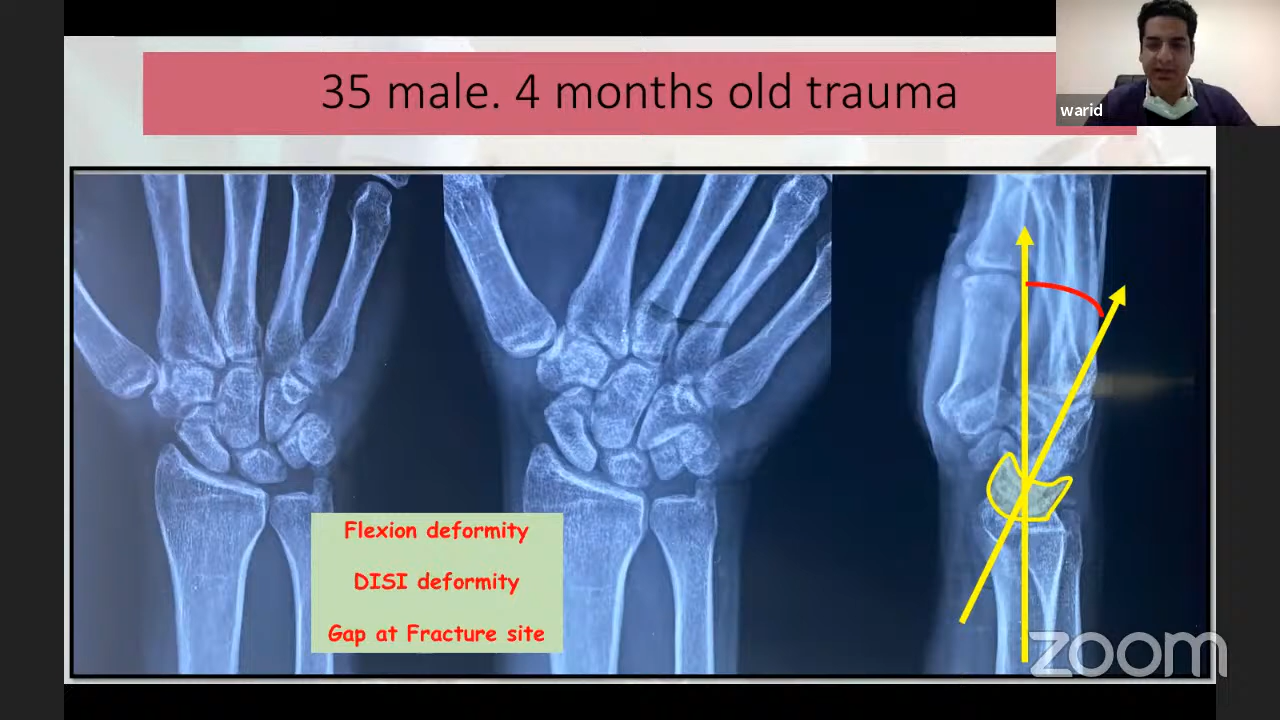 35 male. 4 months old trauma
warid
Flexion deformity
DISI deformity
Gap at Fracture site
zoom